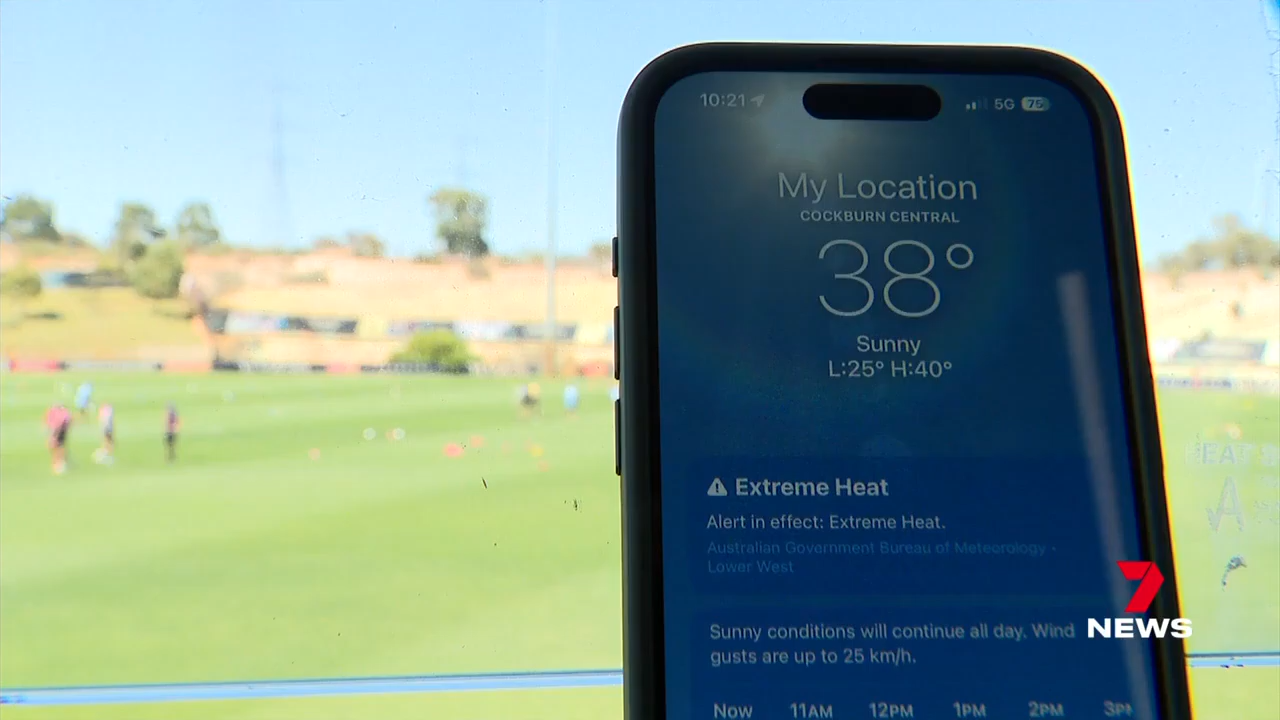 10:21
5G 75
My Location
COCKBURN CENTRAL
38°
Sunny
L:25° H:40°
Extreme Heat
Alert in effect: Extreme Heat.
Australian Government Bureau of Meteorology •
Lower West
Sunny conditions will continue all day. Wind
gusts are up to 25 km/h.
Now 11AM 12PM 1PM 2PM 3PM
HEAT
A
7
NEWS